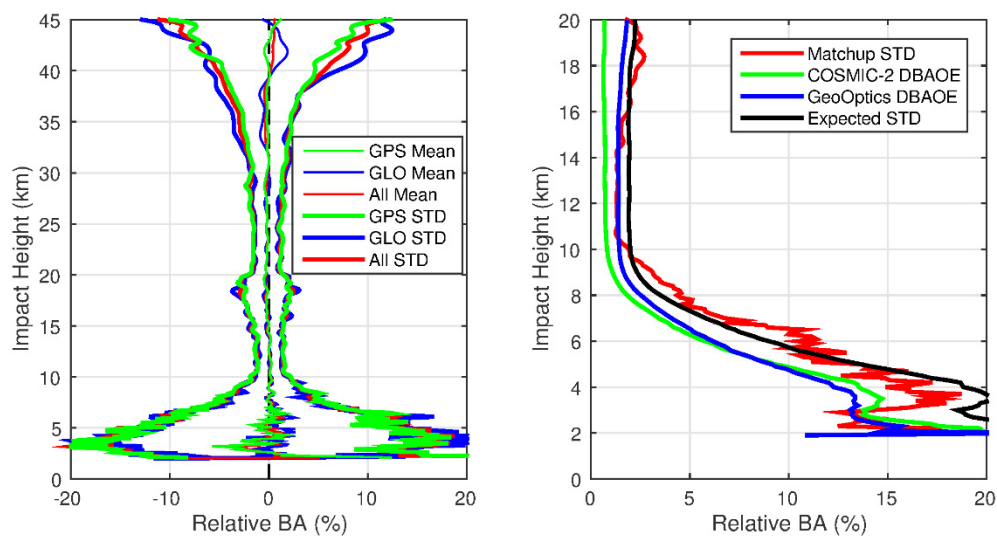 45
40
35
30
25
20
15
10
5
0
Impact Height (km)
GPS Mean
GLO Mean
All Mean
GPS STD
GLO STD
All STD
-20 -10 0 10 20
Relative BA (%)
20
18
16
14
12
10
8
6
4
2
0
Impact Height (km)
Matchup STD
COSMIC-2 DBAOE
GeoOptics DBAOE
Expected STD
0 5 10 15 20
Relative BA (%)